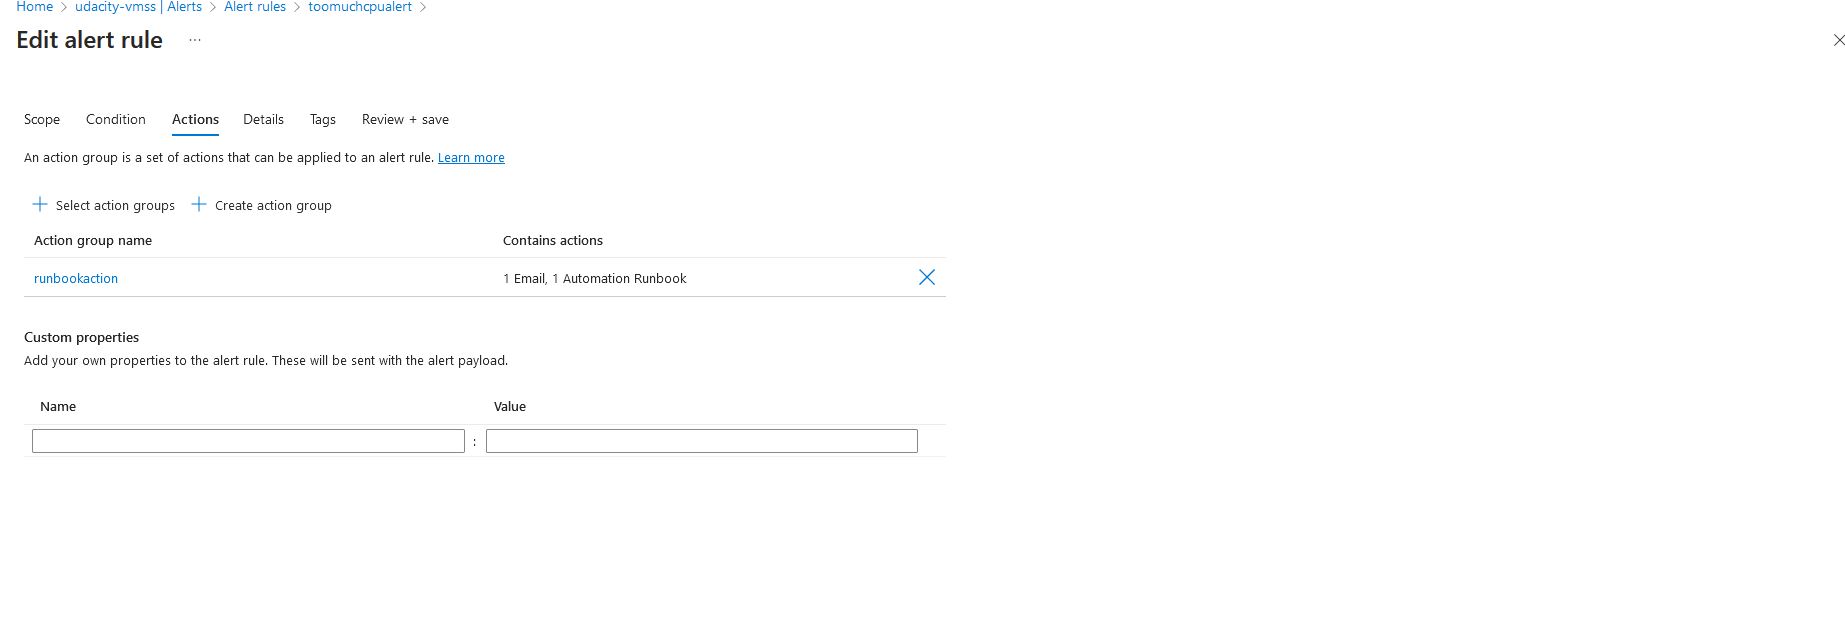 Home > udacity-vmss | Alerts > Alert rules > toomuchcpualert >
Edit alert rule ...
Scope Condition Actions Details Tags Review + save
An action group is a set of actions that can be applied to an alert rule. Learn more
+ Select action groups + Create action group
Action group name Contains actions
runbookaction 1 Email, 1 Automation Runbook
Custom properties
Add your own properties to the alert rule. These will be sent with the alert payload.
Name Value
: